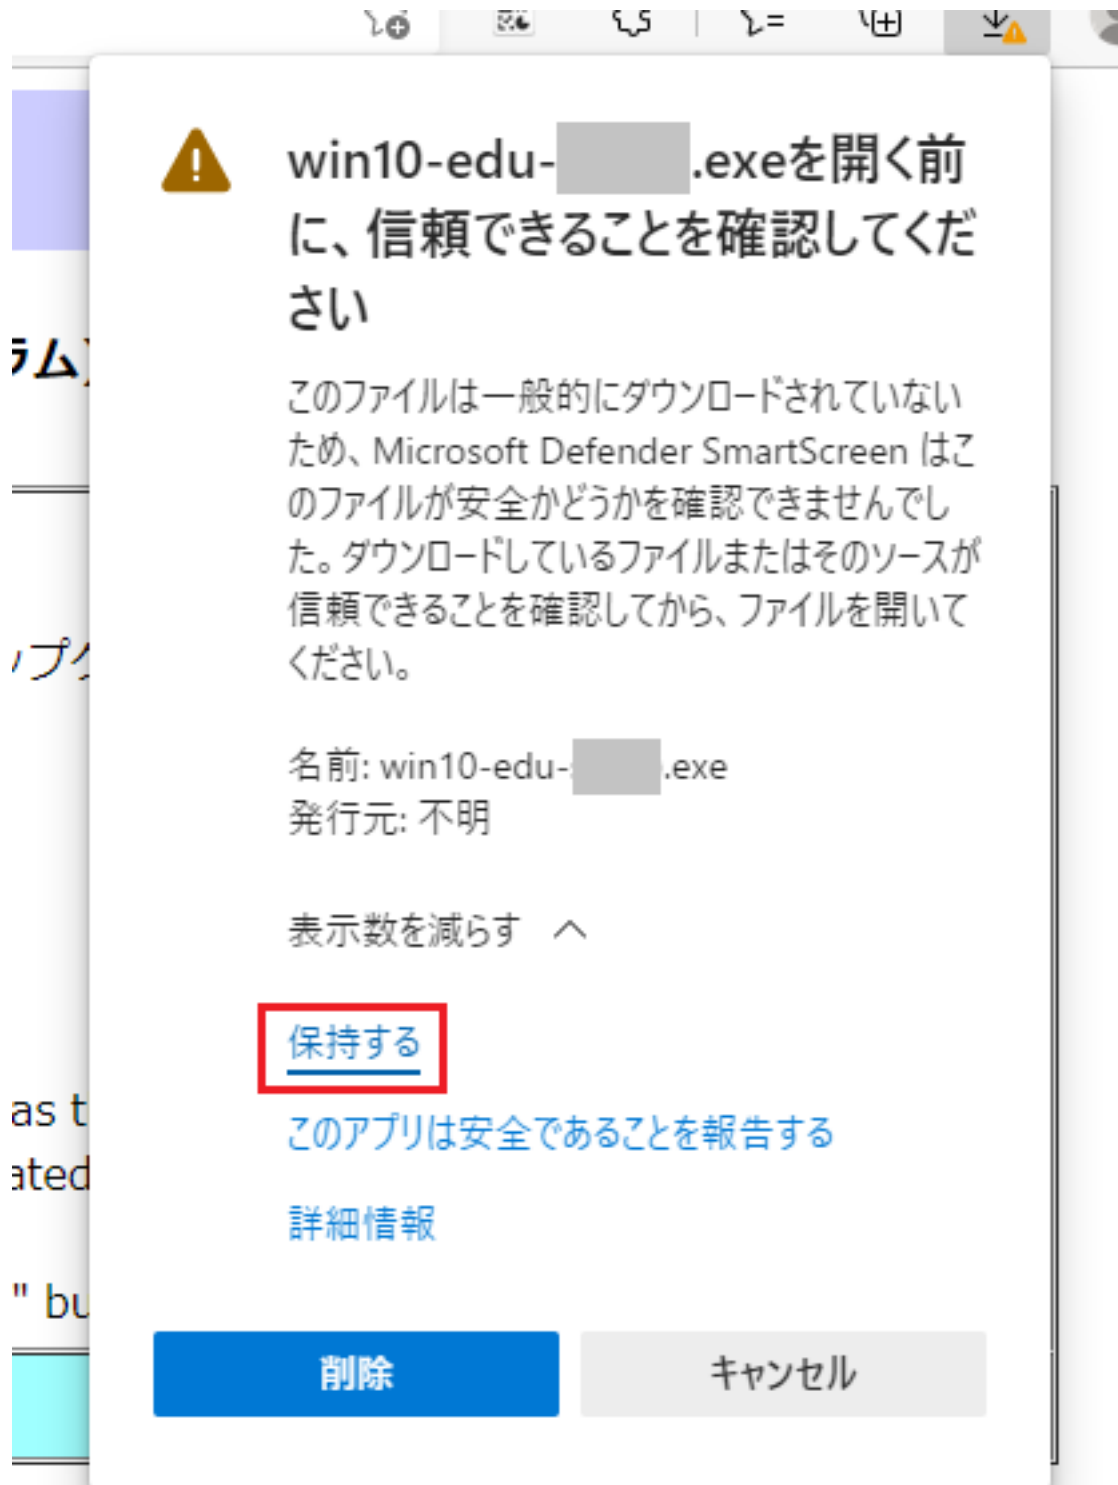 win10-edu- .exeを開く前
に、信頼できることを確認してくだ
さい
ラム)
このファイルは一般的にダウンロードされていない
ため、Microsoft Defender SmartScreen はこ
のファイルが安全かどうかを確認できませんでし
た。ダウンロードしているファイルまたはそのソースが
信頼できることを確認してから、ファイルを開いて
ください。
名前: win10-edu- .exe
発行元: 不明
表示数を減らす
保持する
as t
このアプリは安全であることを報告する
ated
詳細情報
" bu
削除
キャンセル